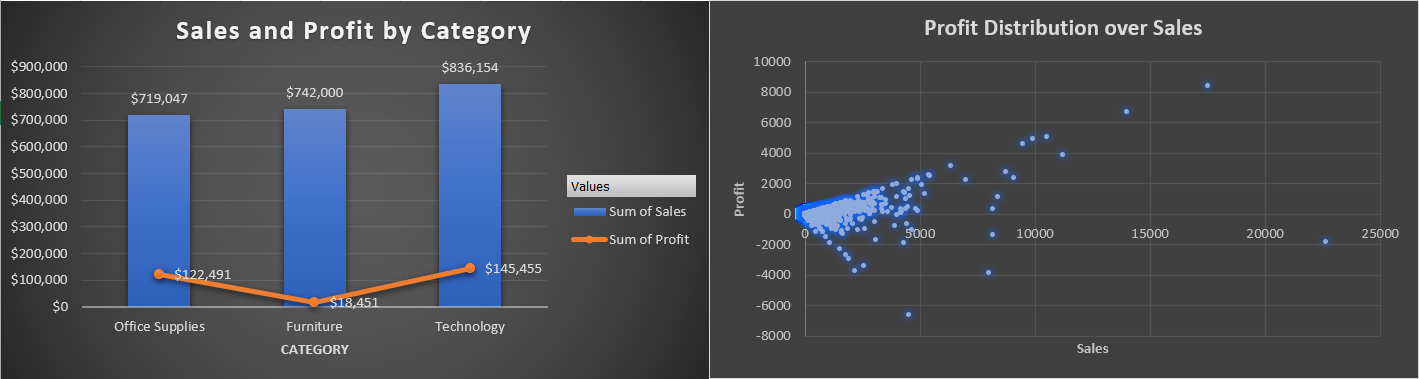 Sales and Profit by Category
$900,000
$800,000
$700,000
$600,000
$500,000
$400,000
$300,000
$200,000
$100,000
$0
$719,047
$742,000
$836,154
$122,491
$18,451
$145,455
Office Supplies
Furniture
Technology
CATEGORY
Values
Sum of Sales
Sum of Profit
Profit Distribution over Sales
10000
8000
6000
4000
2000
0
-2000
-4000
-6000
-8000
Profit
0
5000
10000
15000
20000
25000
Sales